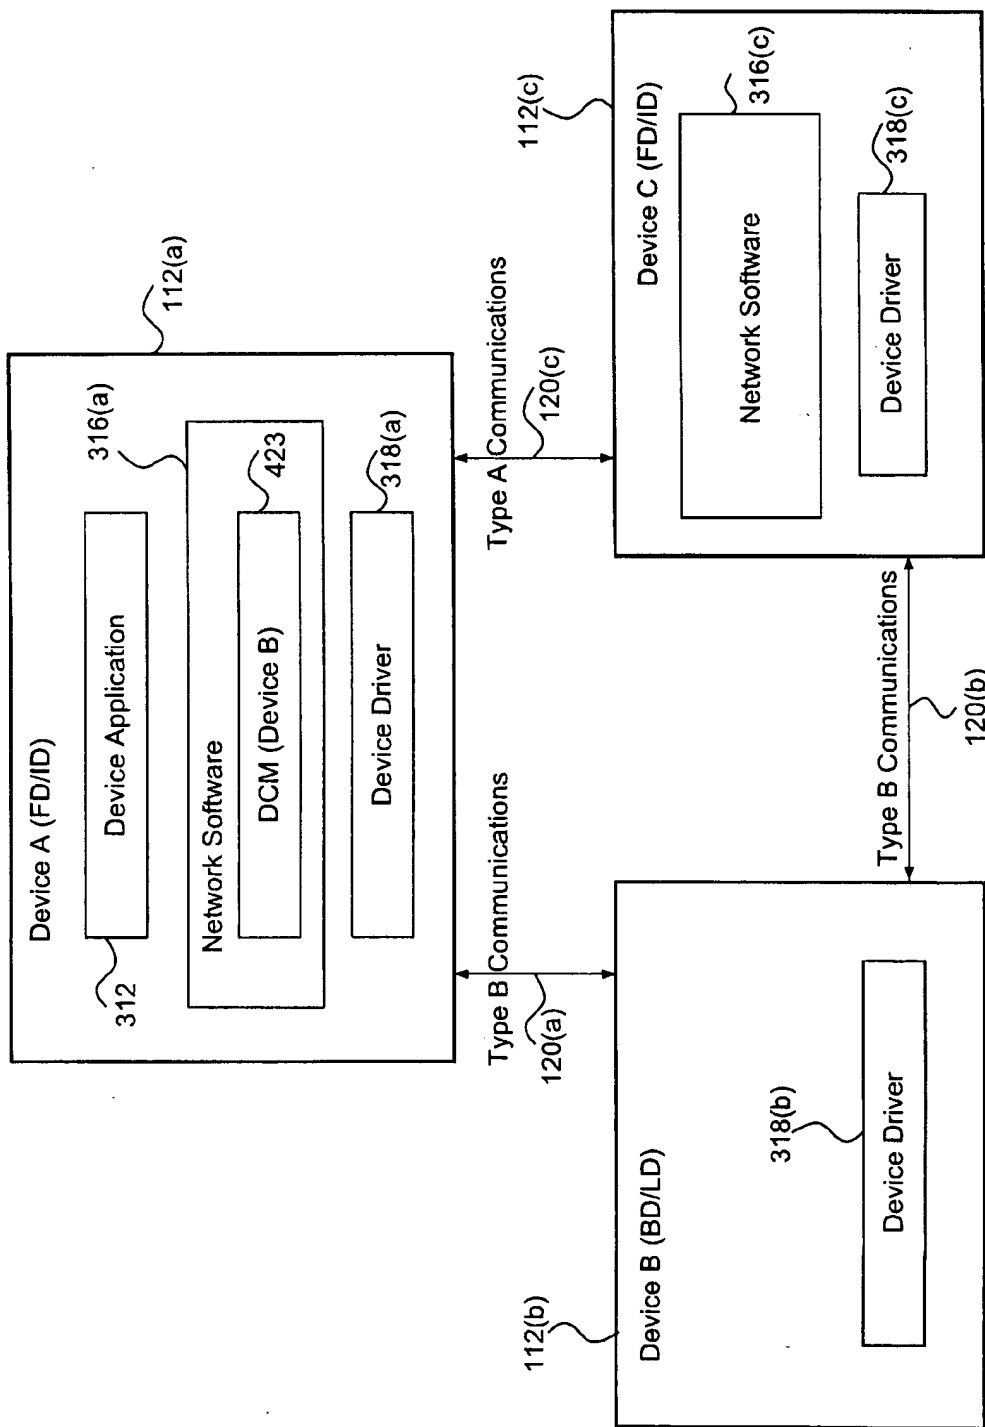 112(a)
Device A (FD/ID)
312
Device Application
316(a)
Network Software
423
DCM (Device B)
318(a)
Device Driver
Type B Communications
120(a)
Type A Communications
120(c)
112(b)
Device B (BD/LD)
318(b)
Device Driver
Type B Communications
120(b)
112(c)
Device C (FD/ID)
316(c)
Network Software
318(c)
Device Driver